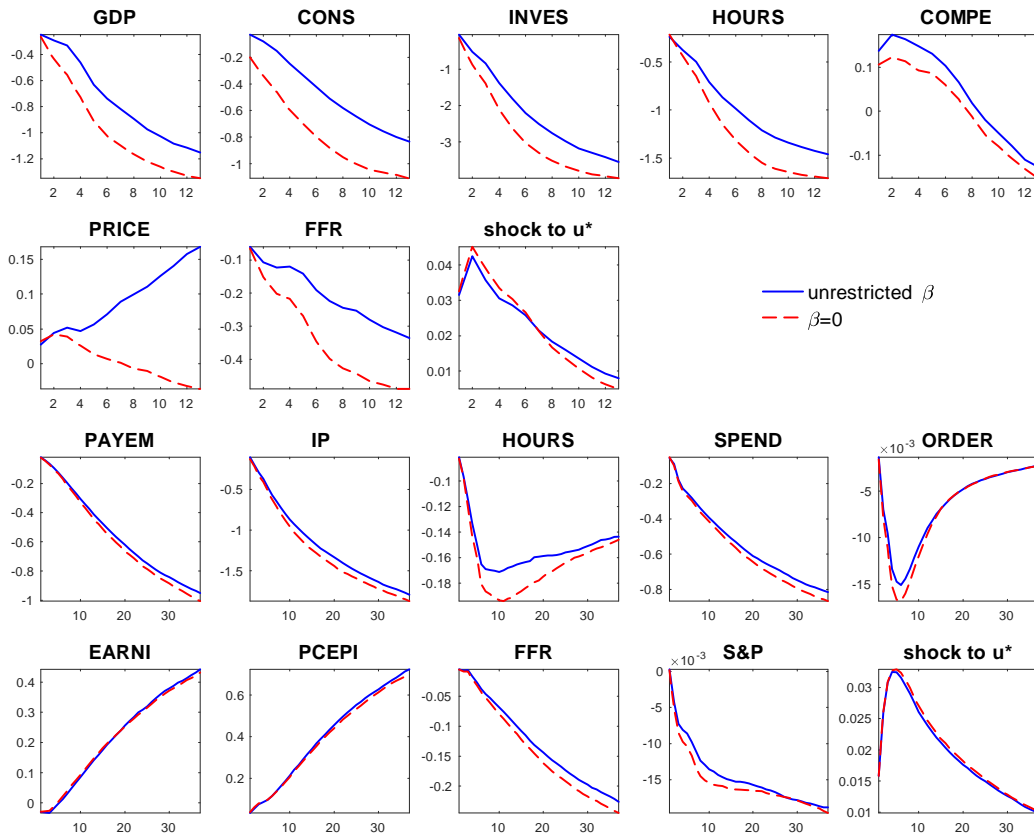 GDP CONS INVES HOURS COMPE
-0.4 -0.6 -0.8 -1 -1.2
-0.2 -0.4 -0.6 -0.8 -1
-1 -2 -3
-0.5 -1 -1.5
0.1 0 -0.1
2 4 6 8 10 12
2 4 6 8 10 12
2 4 6 8 10 12
2 4 6 8 10 12
2 4 6 8 10 12
PRICE FFR shock to u*
0.15 0.1 0.05 0
-0.1 -0.2 -0.3 -0.4
0.04 0.03 0.02 0.01
2 4 6 8 10 12
2 4 6 8 10 12
2 4 6 8 10 12
unrestricted β
β=0
PAYEM IP HOURS SPEND ORDER
-0.2 -0.4 -0.6 -0.8 -1
-0.5 -1 -1.5
-0.1 -0.12 -0.14 -0.16 -0.18
-0.2 -0.4 -0.6 -0.8
×10⁻³
-5 -10 -15
10 20 30
10 20 30
10 20 30
10 20 30
10 20 30
EARNI PCEPI FFR S&P shock to u*
0.4 0.3 0.2 0.1 0
0.6 0.4 0.2
-0.05 -0.1 -0.15 -0.2
×10⁻³
0 -5 -10 -15
0.03 0.025 0.02 0.015 0.01
10 20 30
10 20 30
10 20 30
10 20 30
10 20 30